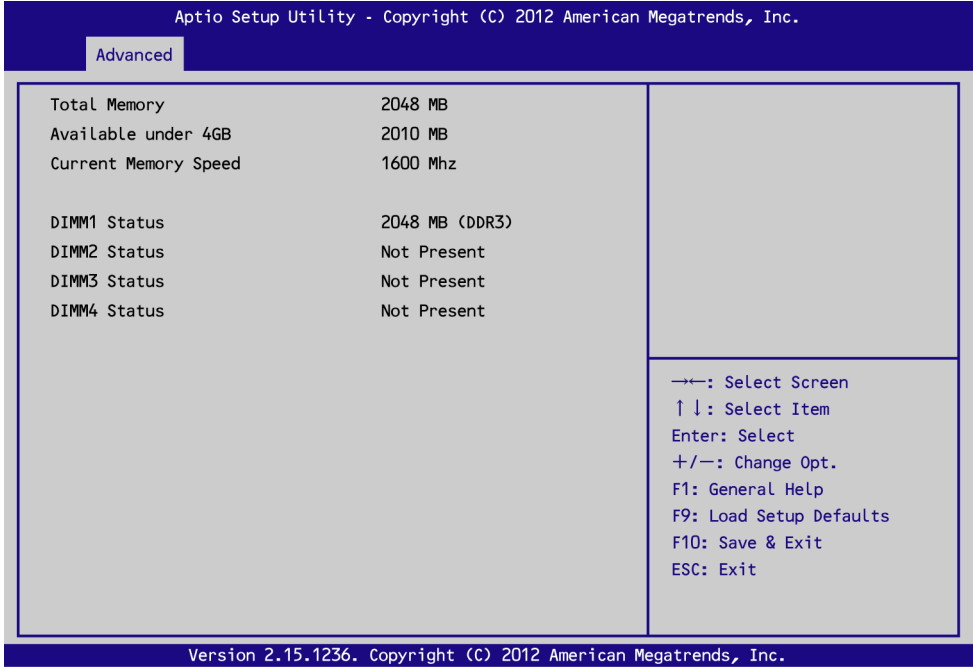 Aptio Setup Utility - Copyright (C) 2012 American Megatrends, Inc.
Advanced
Total Memory 2048 MB
Available under 4GB 2010 MB
Current Memory Speed 1600 Mhz
DIMM1 Status 2048 MB (DDR3)
DIMM2 Status Not Present
DIMM3 Status Not Present
DIMM4 Status Not Present
→←: Select Screen
↑↓: Select Item
Enter: Select
+/-: Change Opt.
F1: General Help
F9: Load Setup Defaults
F10: Save & Exit
ESC: Exit
Version 2.15.1236. Copyright (C) 2012 American Megatrends, Inc.